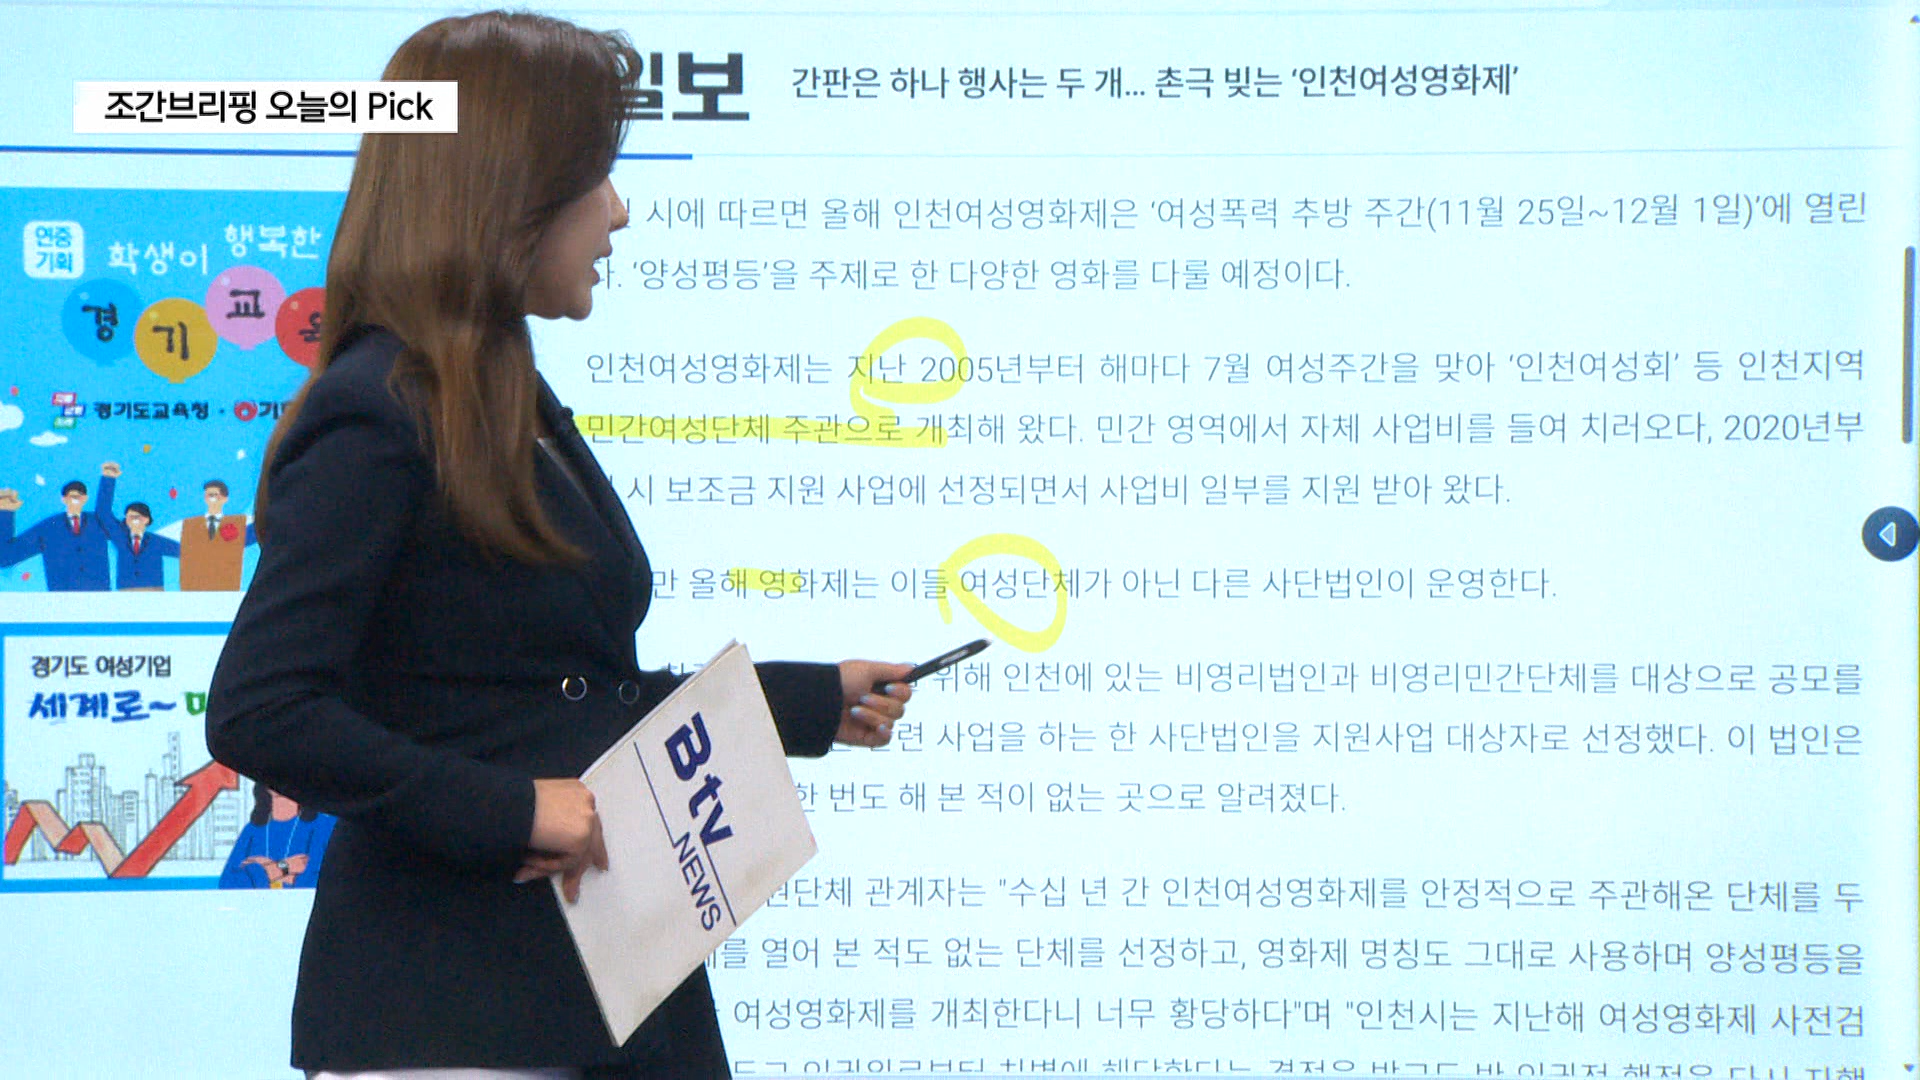 조간브리핑 오늘의 Pick
일보
간판은 하나 행사는 두 개... 촌극 빚는 ‘인천여성영화제’
연중
기획
학생이 행복한
경기교
경기도교육청
경기도 여성기업
세계로~
시에 따르면 올해 인천여성영화제은 ‘여성폭력 추방 주간(11월 25일~12월 1일)’에 열린
다. ‘양성평등’을 주제로 한 다양한 영화를 다룰 예정이다.
인천여성영화제는 지난 2005년부터 해마다 7월 여성주간을 맞아 ‘인천여성회’ 등 인천지역
민간여성단체 주관으로 개최해 왔다. 민간 영역에서 자체 사업비를 들여 치러오다, 2020년부
시 보조금 지원 사업에 선정되면서 사업비 일부를 지원 받아 왔다.
만 올해 영화제는 이들 여성단체가 아닌 다른 사단법인이 운영한다.
위해 인천에 있는 비영리법인과 비영리민간단체를 대상으로 공모를
련 사업을 하는 한 사단법인을 지원사업 대상자로 선정했다. 이 법인은
한 번도 해 본 적이 없는 곳으로 알려졌다.
관계자는 "수십 년 간 인천여성영화제를 안정적으로 주관해온 단체를 두
를 열어 본 적도 없는 단체를 선정하고, 영화제 명칭도 그대로 사용하며 양성평등을
여성영화제를 개최한다니 너무 황당하다"며 "인천시는 지난해 여성영화제 사전검
Btv
NEWS